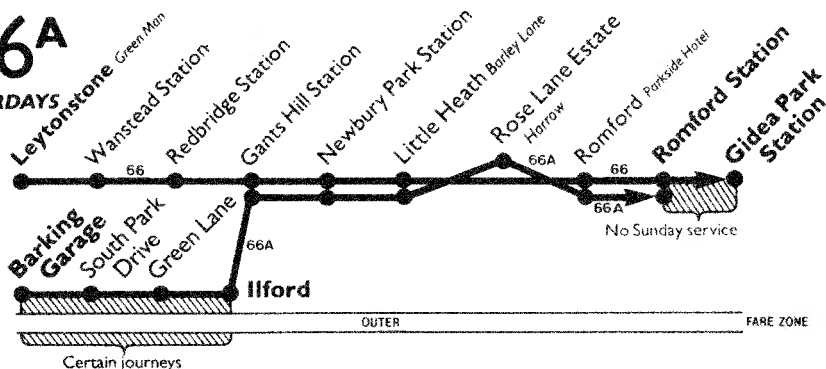 6A
Leytonstone Green Man
Wanstead Station
Redbridge Station
Gants Hill Station
Newbury Park Station
Little Heath Barley Lane
Rose Lane Estate
Harrow
Romford Parkside Hotel
Romford Station
Gidea Park
Station
66
66A
66
66A
No Sunday service
Barking
Garage
South Park
Drive
Green Lane
66A
Ilford
OUTER
FARE ZONE
Certain journeys